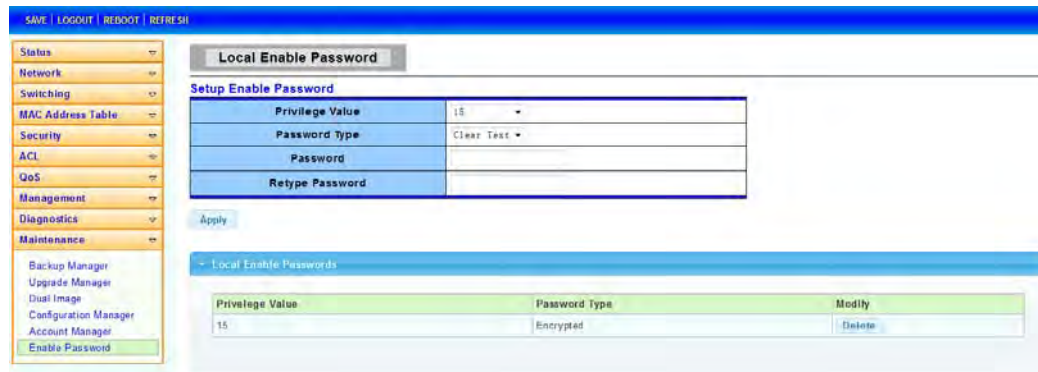 SAVE | LOGOUT | REBOOT | REFRESH
Status
Network
Switching
MAC Address Table
Security
ACL
QoS
Management
Diagnostics
Maintenance
Backup Manager
Upgrade Manager
Dual Image
Configuration Manager
Account Manager
Enable Password
Local Enable Password
Setup Enable Password
Privilege Value 15
Password Type Clear Text
Password
Retype Password
Apply
Local Enable Passwords
Privelege Value Password Type Modify
15 Encrypted Delete